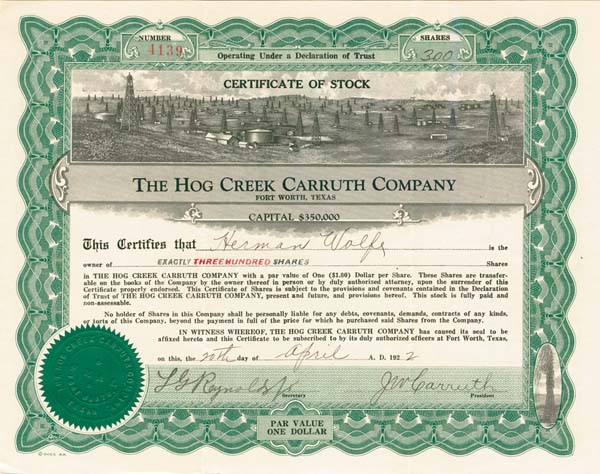 NUMBER
4139
SHARES
300
Operating Under a Declaration of Trust
CERTIFICATE OF STOCK
THE HOG CREEK CARRUTH COMPANY
FORT WORTH, TEXAS
CAPITAL $350,000
This Certifies that Herman Wolfe is the
owner of EXACTLY THREE HUNDRED SHARES Shares
in THE HOG CREEK CARRUTH COMPANY with a par value of One ($1.00) Dollar per Share. These Shares are transfer-
able on the books of the Company by the owner thereof in person or by duly authorized attorney, upon the surrender of this
Certificate properly endorsed. This Certificate of Shares is subject to the provisions and covenants contained in the Declaration
of Trust of THE HOG CREEK CARRUTH COMPANY, present and future, and provisions hereof. This stock is fully paid and
non-assessable.
No holder of Shares in this Company shall be personally liable for any debts, covenants, demands, contracts of any kinds,
or torts of this Company, beyond the payment in full of the price for which he purchased said Shares from the Company.
IN WITNESS WHEREOF, THE HOG CREEK CARRUTH COMPANY has caused its seal to be
affixed hereto and this Certificate to be subscribed to by its duly authorized officers at Fort Worth, Texas,
on this, the 20th day of April A. D. 1922
L G Reynolds Jr
Secretary
J W Carruth
President
PAR VALUE
ONE DOLLAR